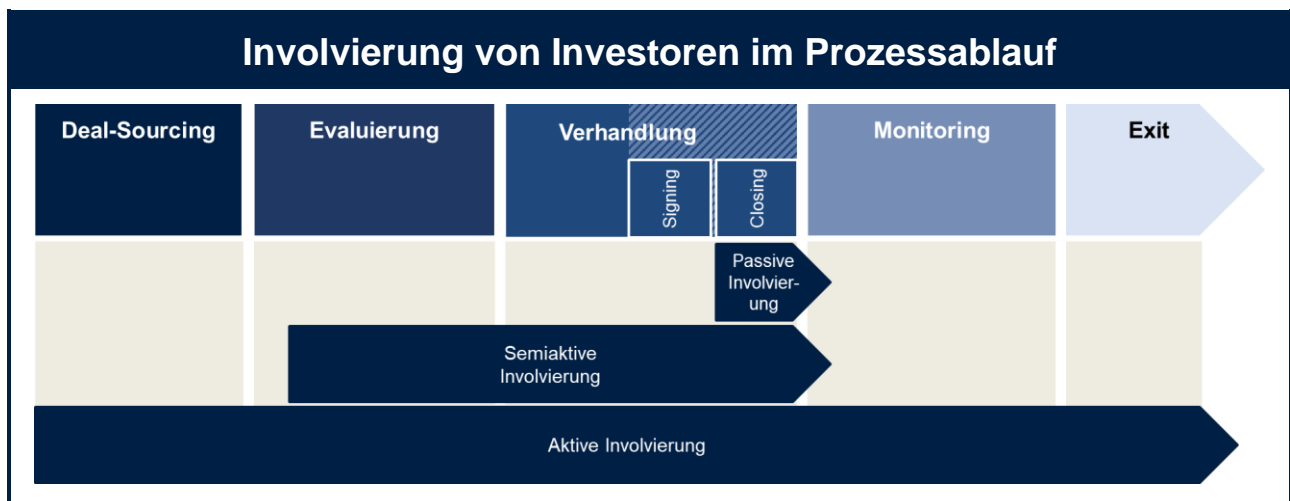 Involvierung von Investoren im Prozessablauf
Deal-Sourcing
Evaluierung
Verhandlung
Monitoring
Exit
Signing
Closing
Passive
Involvier-
ung
Semiaktive
Involvierung
Aktive Involvierung